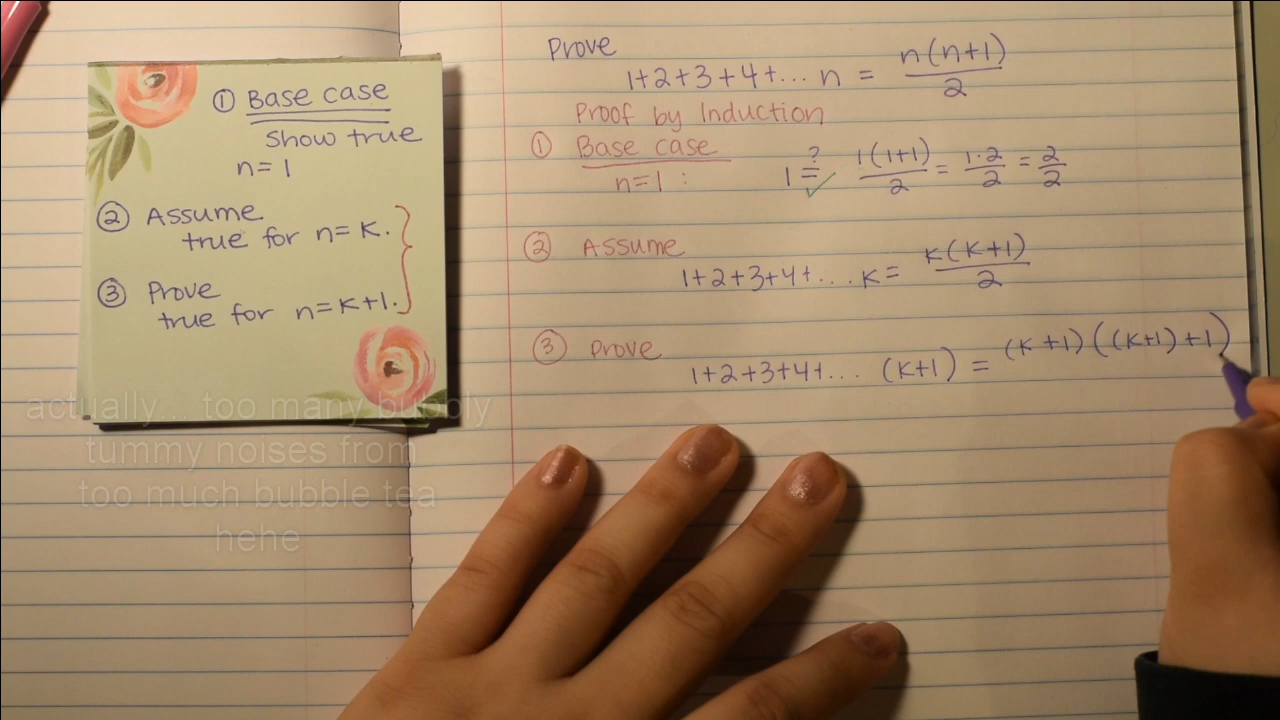 ① Base case
show true
n=1
② Assume
true for n=k.
③ Prove
true for n=k+1.
Prove
1+2+3+4+... n = n(n+1)/2
Proof by Induction
① Base case
n=1 :
1 ?= 1(1+1)/2 = 1·2/2 = 2/2
✓
② Assume
1+2+3+4+... k = k(k+1)/2
③ Prove
1+2+3+4+... (k+1) = (k+1)((k+1)+1)
actually... too many bubbly
tummy noises from
too much bubble tea
hehe